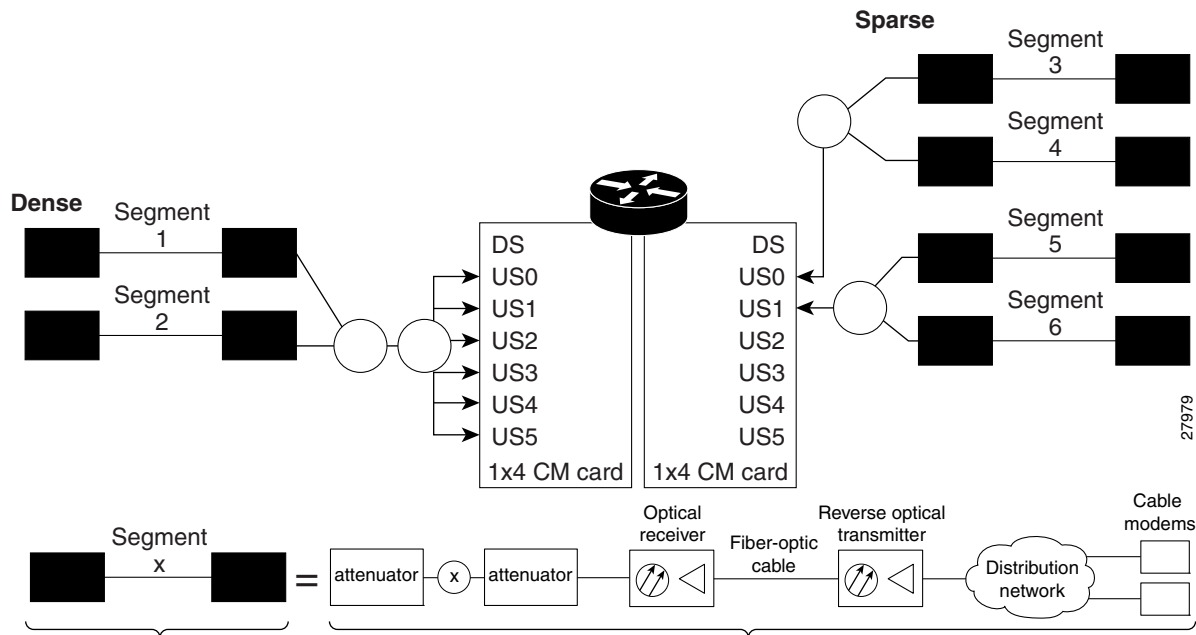 Sparse
Segment
3
Segment
4
Dense
Segment
1
Segment
2
Segment
5
Segment
6
DS
US0
US1
US2
US3
US4
US5
1x4 CM card
DS
US0
US1
US2
US3
US4
US5
1x4 CM card
27979
Segment
x
=
attenuator
x
attenuator
Optical
receiver
Fiber-optic
cable
Reverse optical
transmitter
Distribution
network
Cable
modems